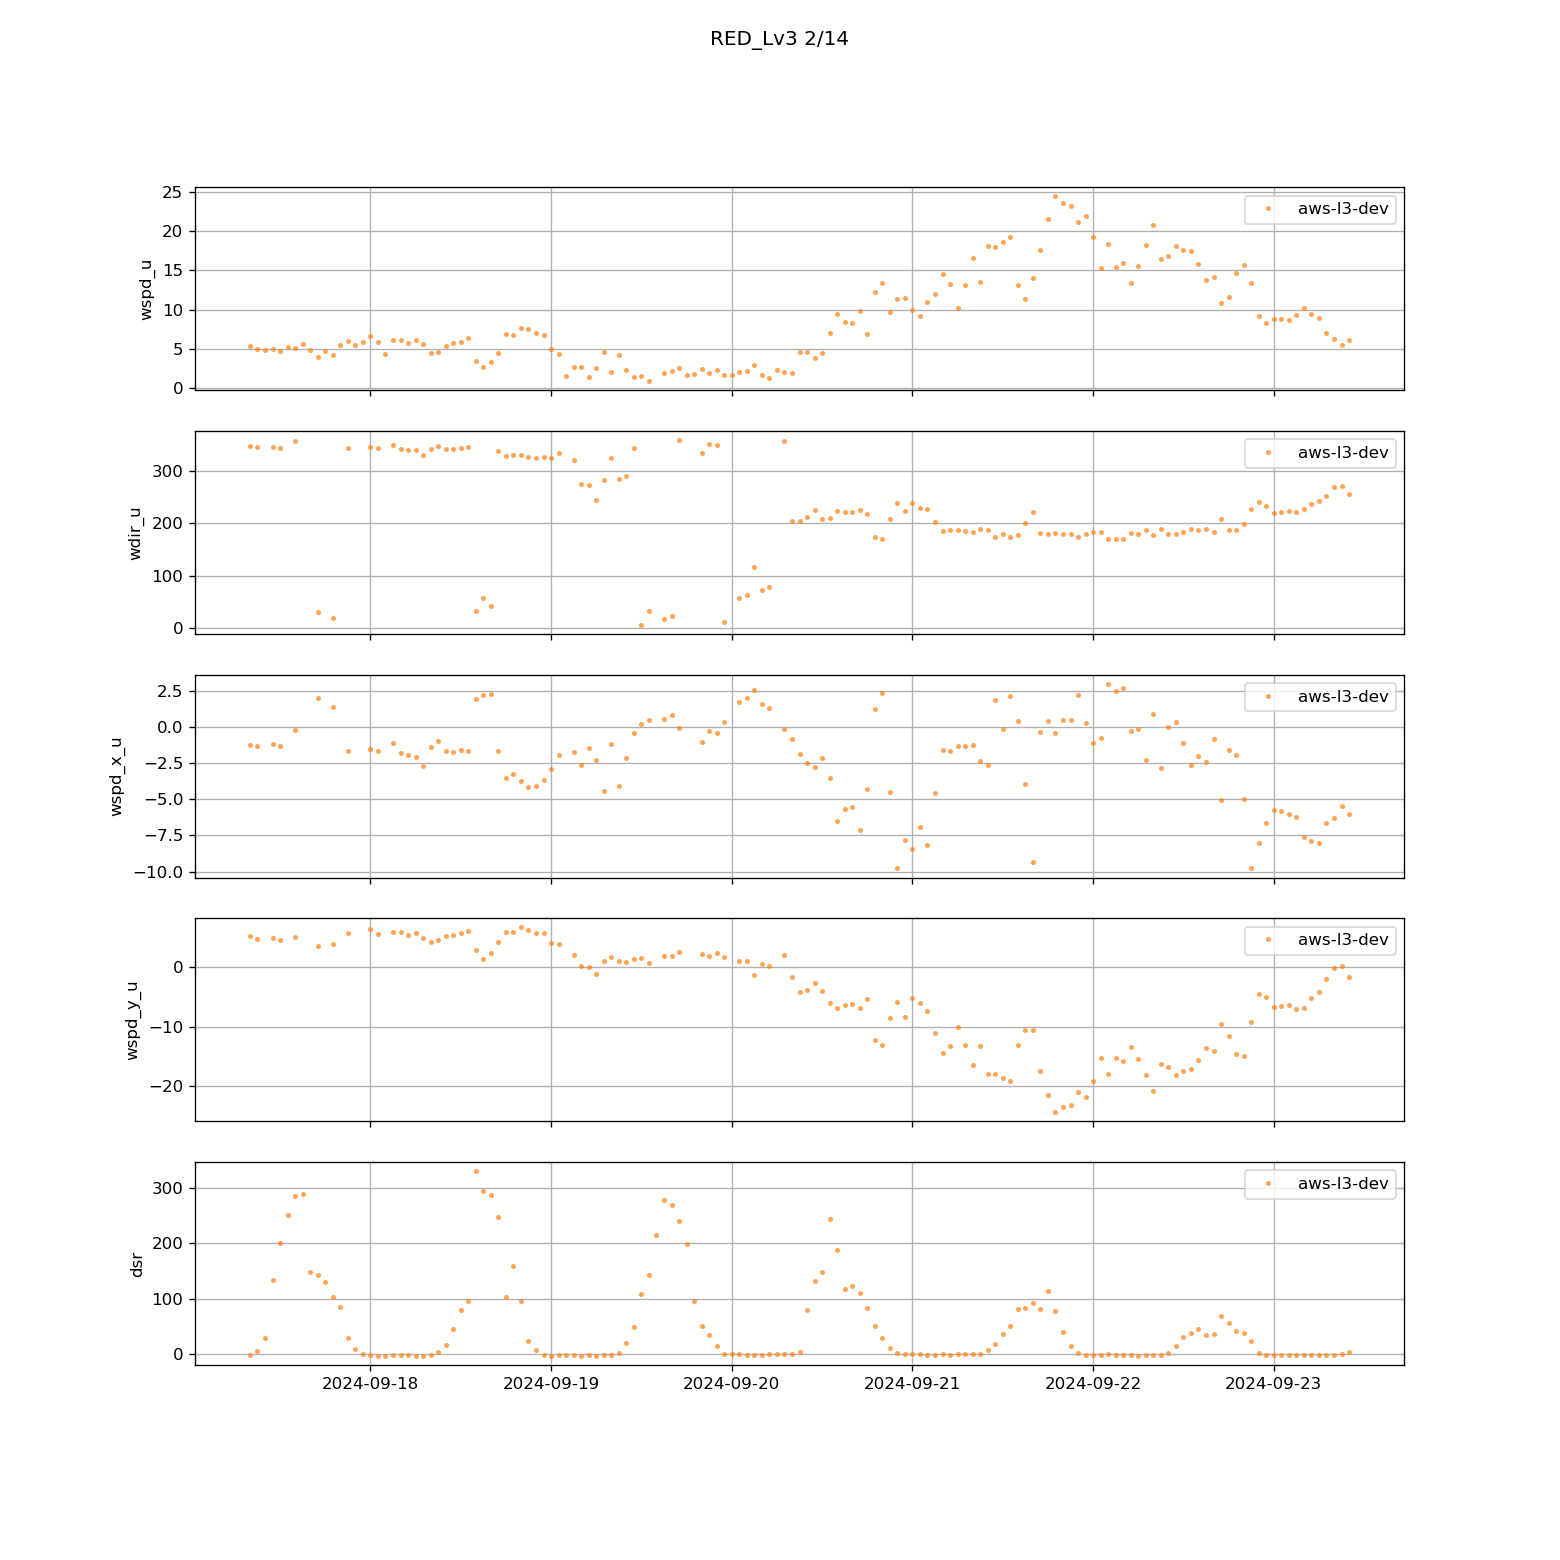 RED_Lv3 2/14
25
20
15
10
5
0
wspd_u
aws-l3-dev
300
200
100
0
wdir_u
aws-l3-dev
2.5
0.0
−2.5
−5.0
−7.5
−10.0
wspd_x_u
aws-l3-dev
0
−10
−20
wspd_y_u
aws-l3-dev
300
200
100
0
dsr
aws-l3-dev
2024-09-18
2024-09-19
2024-09-20
2024-09-21
2024-09-22
2024-09-23